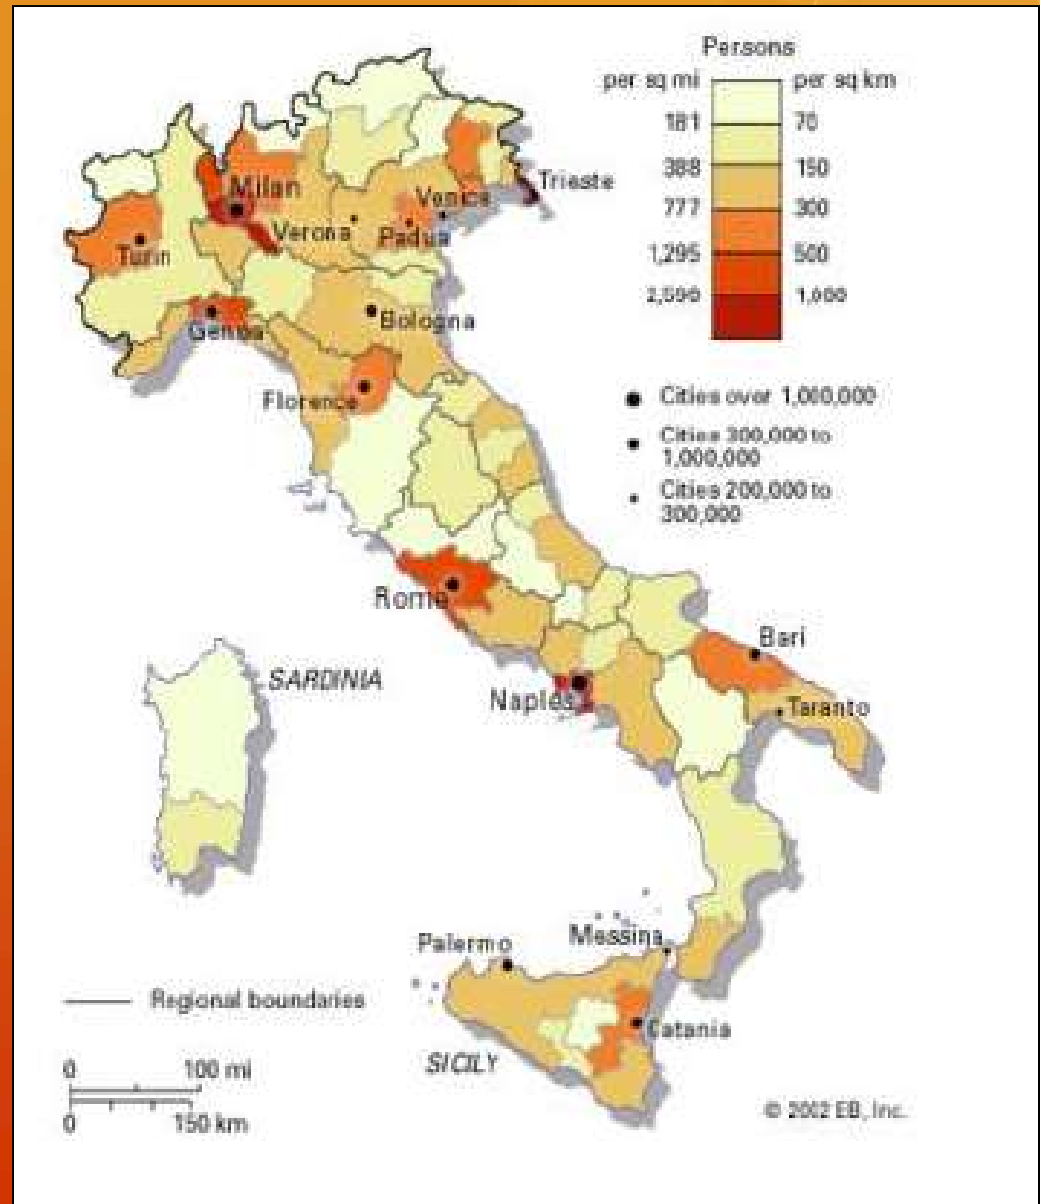 Persons
per sq mi per sq km
181 70
388 150
777 300
1,295 500
2,590 1,000
Cities over 1,000,000
Cities 300,000 to
1,000,000
Cities 200,000 to
300,000
Milan
Venice
Trieste
Verona
Padua
Turin
Genoa
Bologna
Florence
Rome
Bari
SARDINIA
Naples
Taranto
Palermo
Messina
Regional boundaries
Catania
SICILY
0 100 mi
0 150 km
© 2002 EB, Inc.